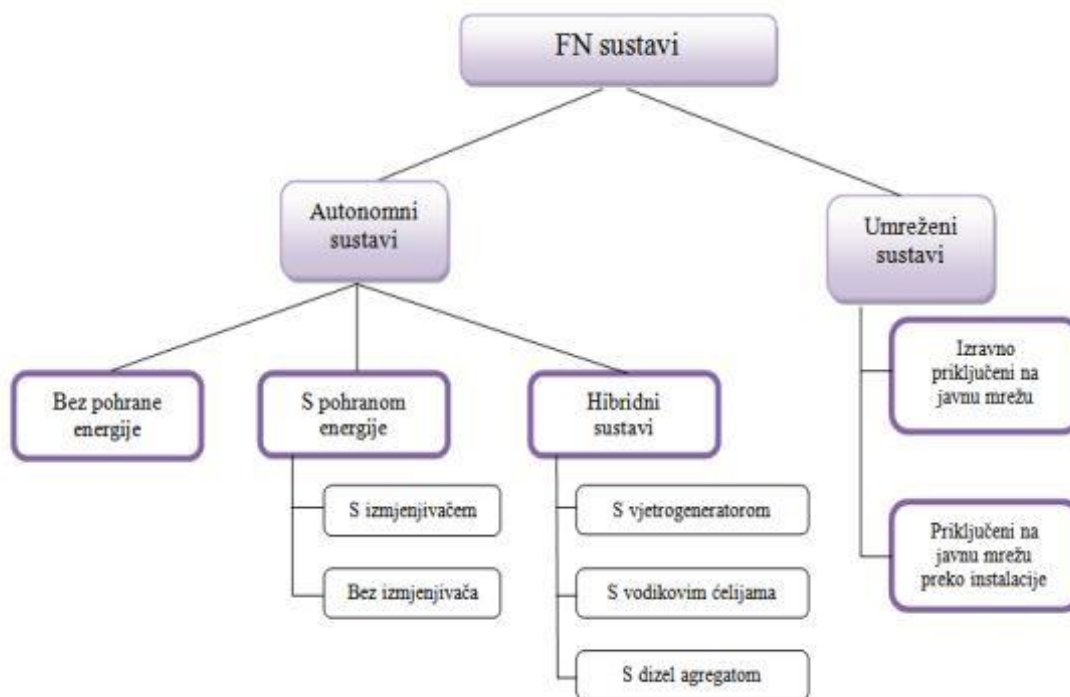 FN sustavi
Autonomni
sustavi
Umreženi
sustavi
Bez pohrane
energije
S pohranom
energije
Hibridni
sustavi
Izravno
priključeni na
javnu mrežu
S izmjenjivačem
Bez izmjenjivača
S vjetrogeneratorom
S vodikovim ćelijama
S dizel agregatom
Priključeni na
javnu mrežu
preko instalacije